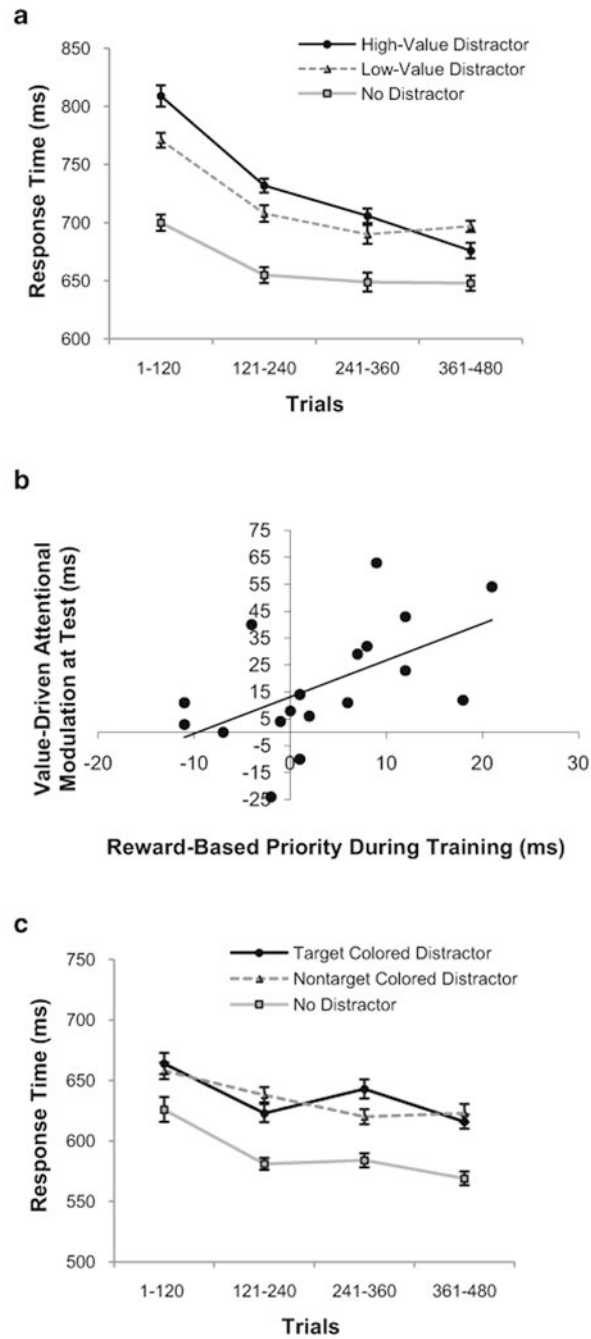 a
850
800
750
700
650
600
Response Time (ms)
High-Value Distractor
Low-Value Distractor
No Distractor
1-120 121-240 241-360 361-480
Trials
b
Value-Driven Attentional
Modulation at Test (ms)
75
65
55
45
35
25
15
5
-5
-15
-25
-20 -10 0 10 20 30
Reward-Based Priority During Training (ms)
c
750
700
650
600
550
500
Response Time (ms)
Target Colored Distractor
Nontarget Colored Distractor
No Distractor
1-120 121-240 241-360 361-480
Trials